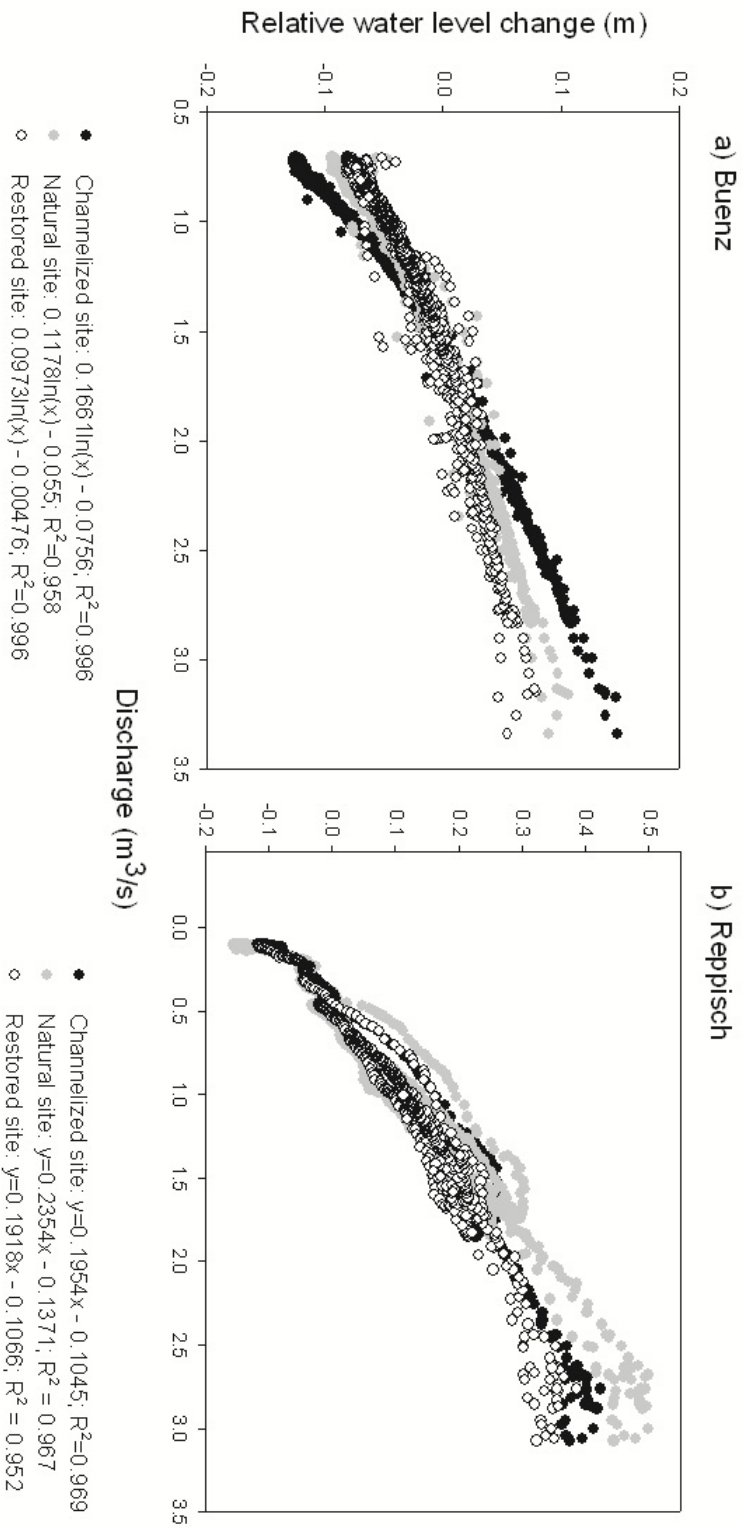 a) Buenz
b) Reppisch
Relative water level change (m)
0.2
0.1
0.0
-0.1
-0.2
0.5
1.0
1.5
2.0
2.5
3.0
3.5
0.5
0.4
0.3
0.2
0.1
0.0
-0.1
-0.2
0.0
0.5
1.0
1.5
2.0
2.5
3.0
3.5
Discharge (m³/s)
Channelized site: 0.1661ln(x) - 0.0756; R²=0.996
Natural site: 0.1178ln(x) - 0.055; R²=0.958
Restored site: 0.0973ln(x) - 0.00476; R²=0.996
Channelized site: y=0.1954x - 0.1045; R²=0.969
Natural site: y=0.2354x - 0.1371; R² = 0.967
Restored site: y=0.1918x - 0.1066; R² = 0.952